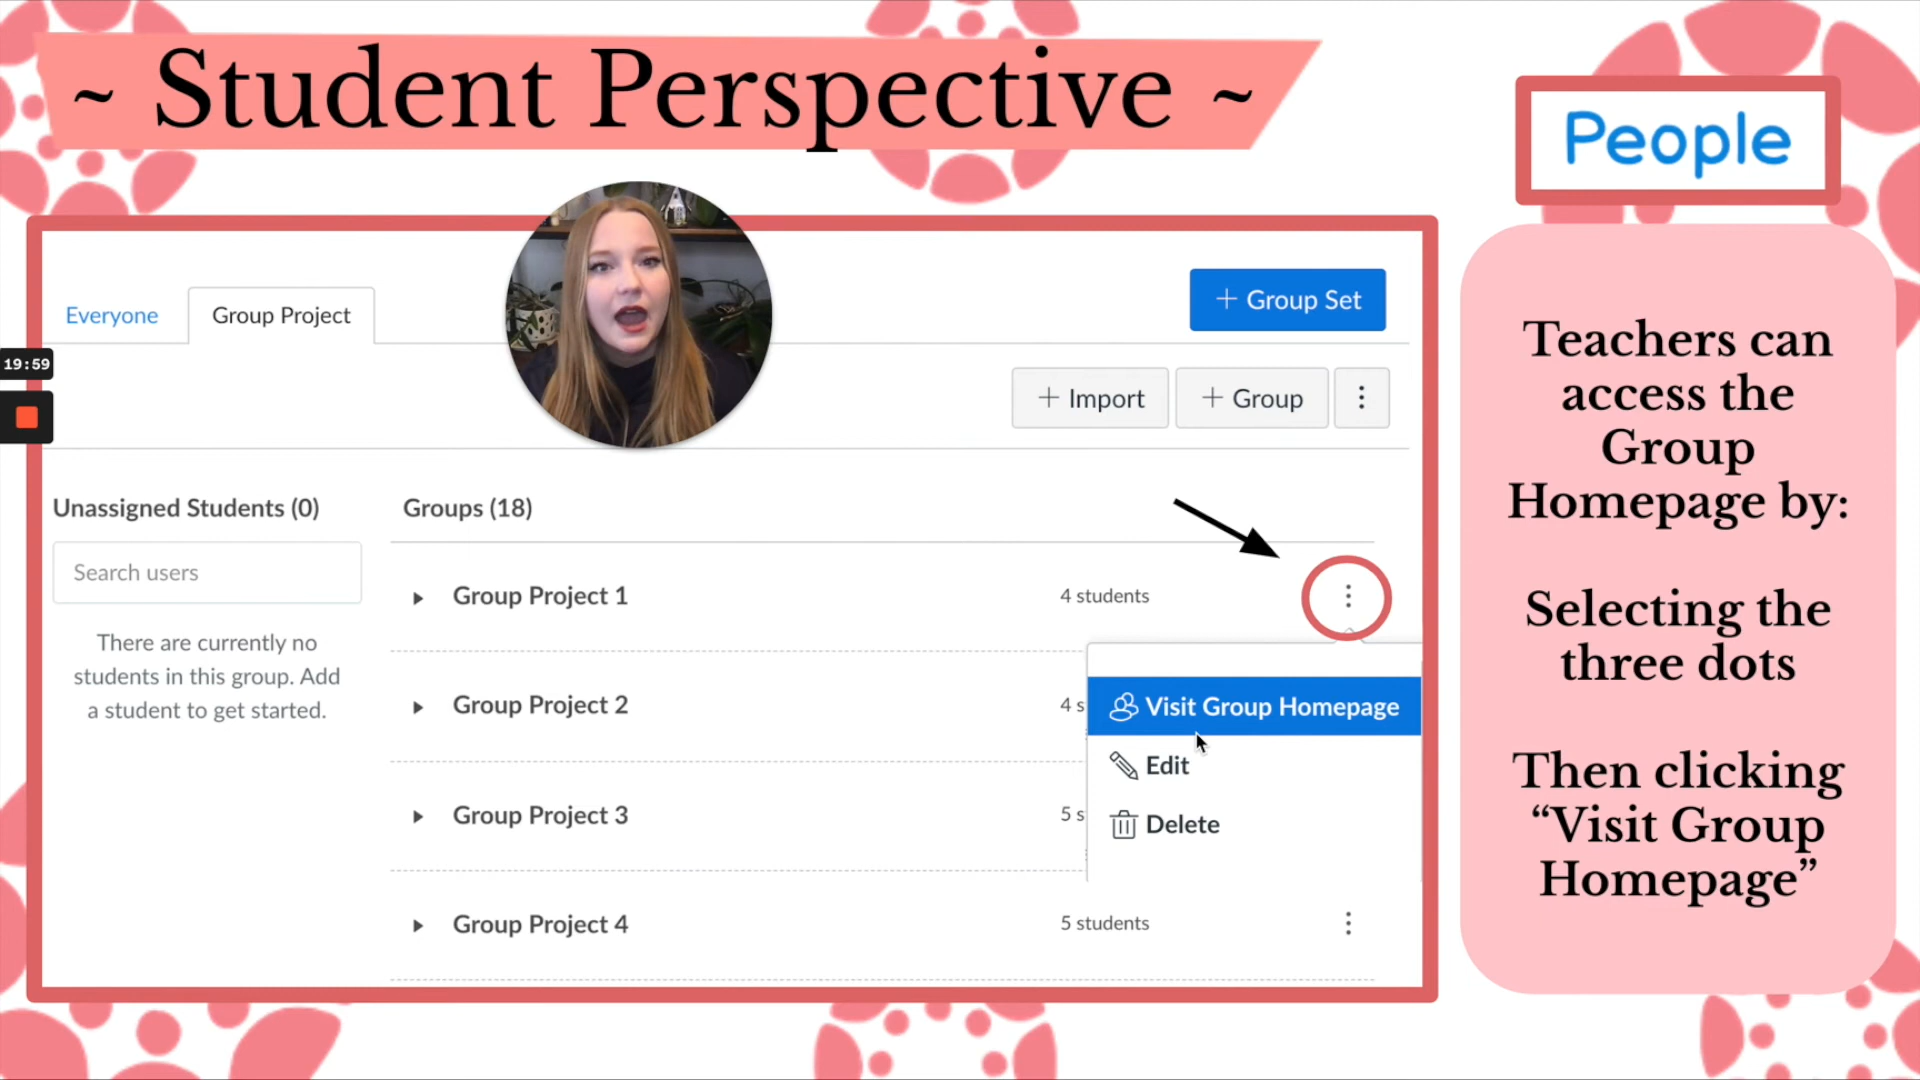 ~ Student Perspective ~
People
Everyone
Group Project
+ Group Set
19:59
+ Import
+ Group
Unassigned Students (0)
Groups (18)
Search users
There are currently no
students in this group. Add
a student to get started.
Group Project 1
4 students
Group Project 2
4 s
Visit Group Homepage
Edit
Group Project 3
5 s
Delete
Group Project 4
5 students
Teachers can
access the
Group
Homepage by:
Selecting the
three dots
Then clicking
“Visit Group
Homepage”